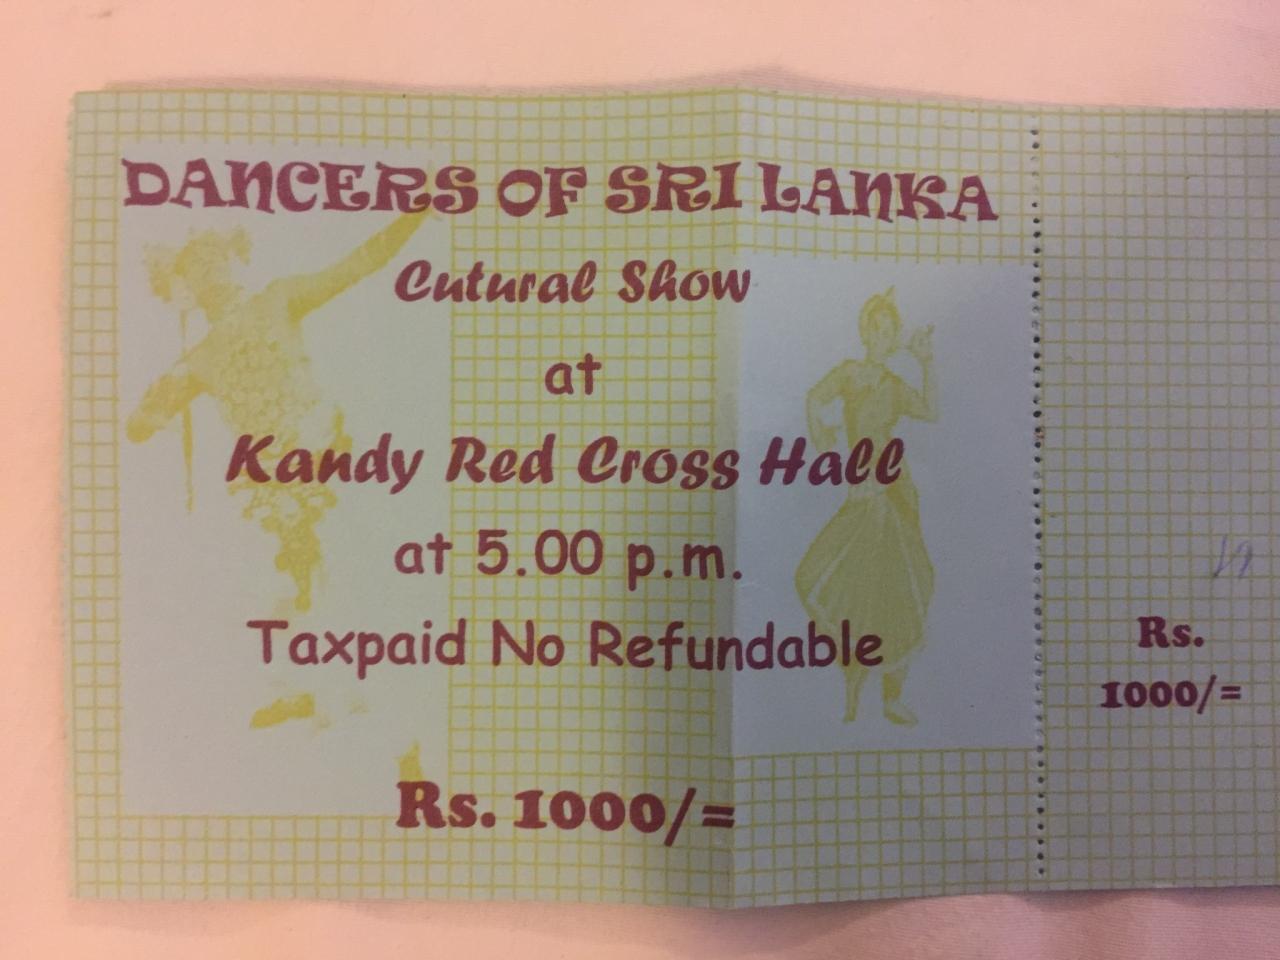 DANCERS OF SRI LANKA
Cutural Show
at
Kandy Red Cross Hall
at 5.00 p.m.
Taxpaid No Refundable
Rs. 1000/=
Rs.
1000/=